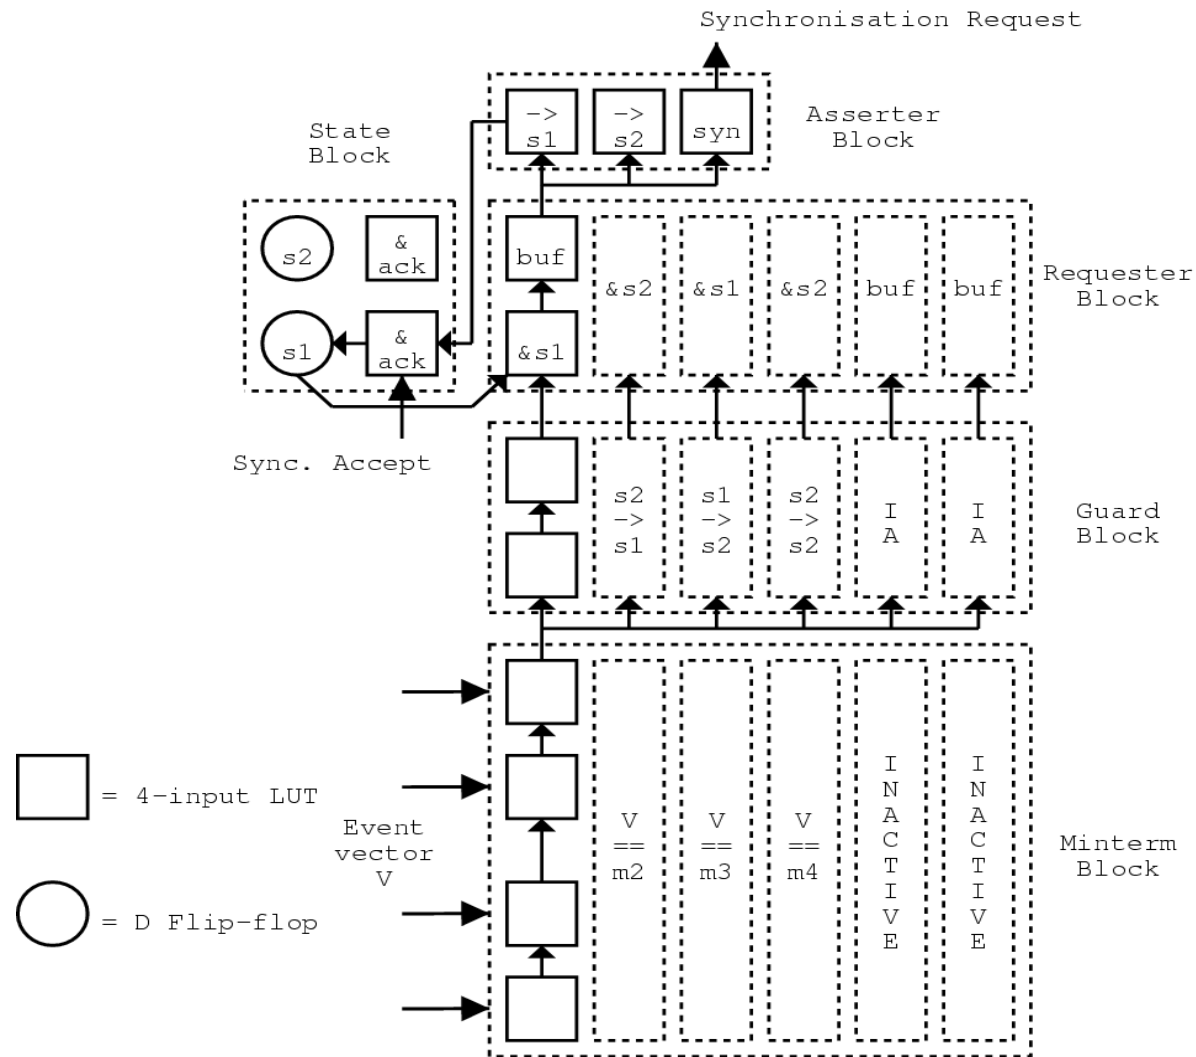 Synchronisation Request
->
s1
->
s2
syn
Asserter
Block
State
Block
s2
&
ack
s1
&
ack
buf
&s1
&s2
&s1
&s2
buf
buf
Requester
Block
Sync. Accept
s2
->
s1
s1
->
s2
s2
->
s2
I
A
I
A
Guard
Block
V
==
m2
V
==
m3
V
==
m4
I
N
A
C
T
I
V
E
I
N
A
C
T
I
V
E
Minterm
Block
Event
vector
V
= 4-input LUT
= D Flip-flop